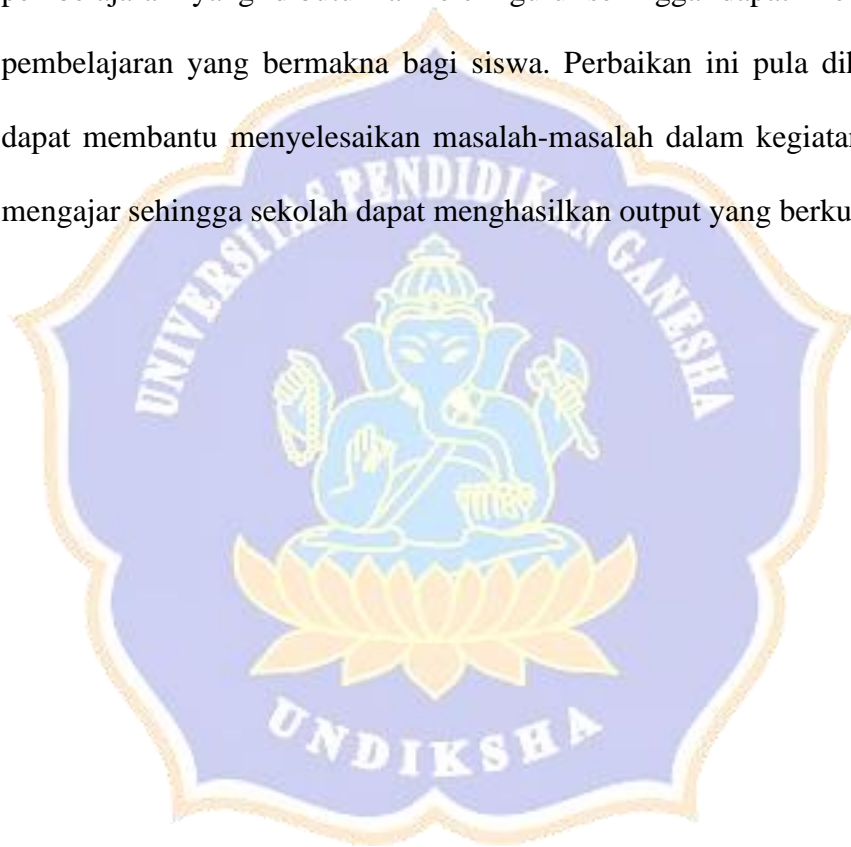 pembelajaran yang bermakna bagi siswa. Perbaikan ini pula
dapat membantu menyelesaikan masalah-masalah dalam kegiatan
mengajar sehingga sekolah dapat menghasilkan output yang
UNIVERSITAS PENDIDIKAN GANESHA
UNDIKSHA